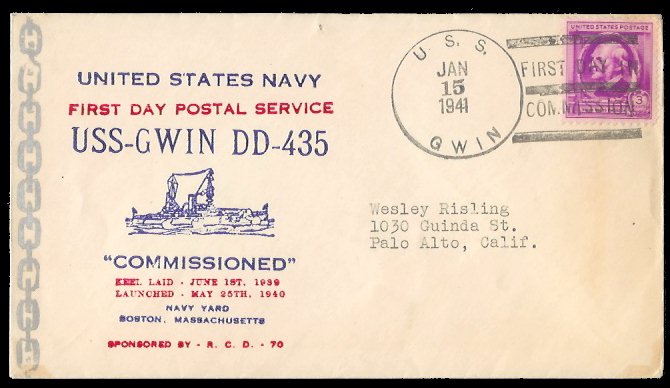 UNITED STATES NAVY
FIRST DAY POSTAL SERVICE
USS-GWIN DD-435
"COMMISSIONED"
KEEL LAID - JUNE 1ST, 1939
LAUNCHED - MAY 25TH, 1940
NAVY YARD
BOSTON, MASSACHUSETTS
SPONSORED BY - R. C. D. - 70
U. S. S.
JAN
15
1941
GWIN
FIRST DAY IN
COMMISSION
UNITED STATES POSTAGE
3
Wesley Risling
1030 Guinda St.
Palo Alto, Calif.